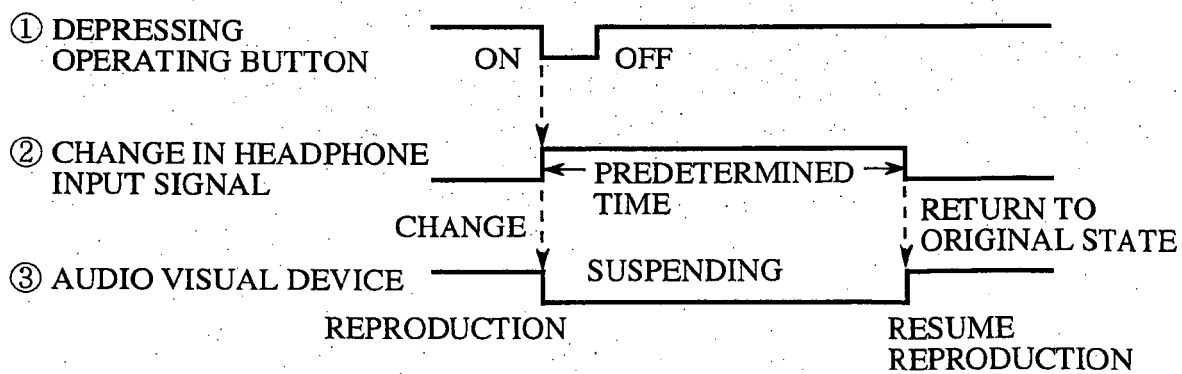 ① DEPRESSING
OPERATING BUTTON
ON
OFF
② CHANGE IN HEADPHONE
INPUT SIGNAL
PREDETERMINED
TIME
CHANGE
RETURN TO
ORIGINAL STATE
③ AUDIO VISUAL DEVICE
SUSPENDING
REPRODUCTION
RESUME
REPRODUCTION